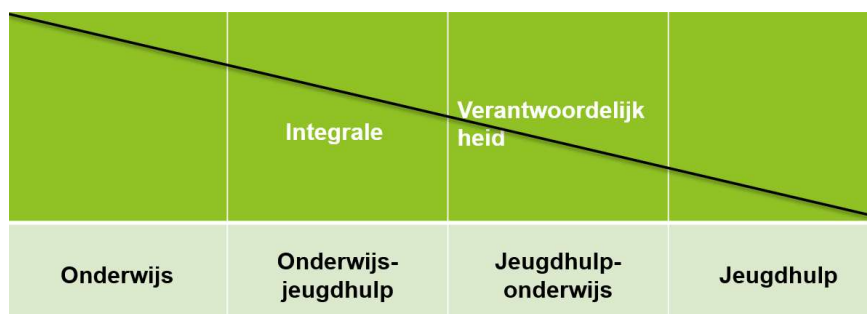 Integrale
Verantwoordelijk
heid
Onderwijs
Onderwijs-
jeugdhulp
Jeugdhulp-
onderwijs
Jeugdhulp